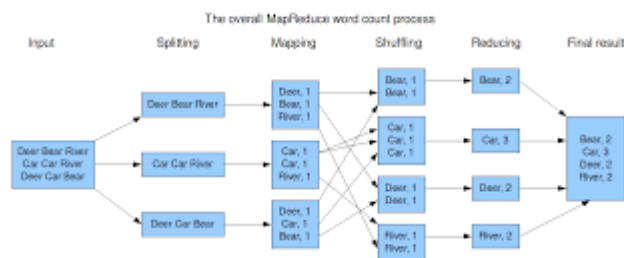 The overall MapReduce word count process
Input
Splitting
Mapping
Shuffling
Reducing
Final result
Deer Bear River
Car Car River
Deer Car Bear
Deer Bear River
Car Car River
Deer Car Bear
Deer, 1
Bear, 1
River, 1
Car, 1
Car, 1
River, 1
Deer, 1
Car, 1
Bear, 1
Bear, 1
Bear, 1
Car, 1
Car, 1
Car, 1
Deer, 1
Deer, 1
River, 1
River, 1
Bear, 2
Car, 3
Deer, 2
River, 2
Bear, 2
Car, 3
Deer, 2
River, 2